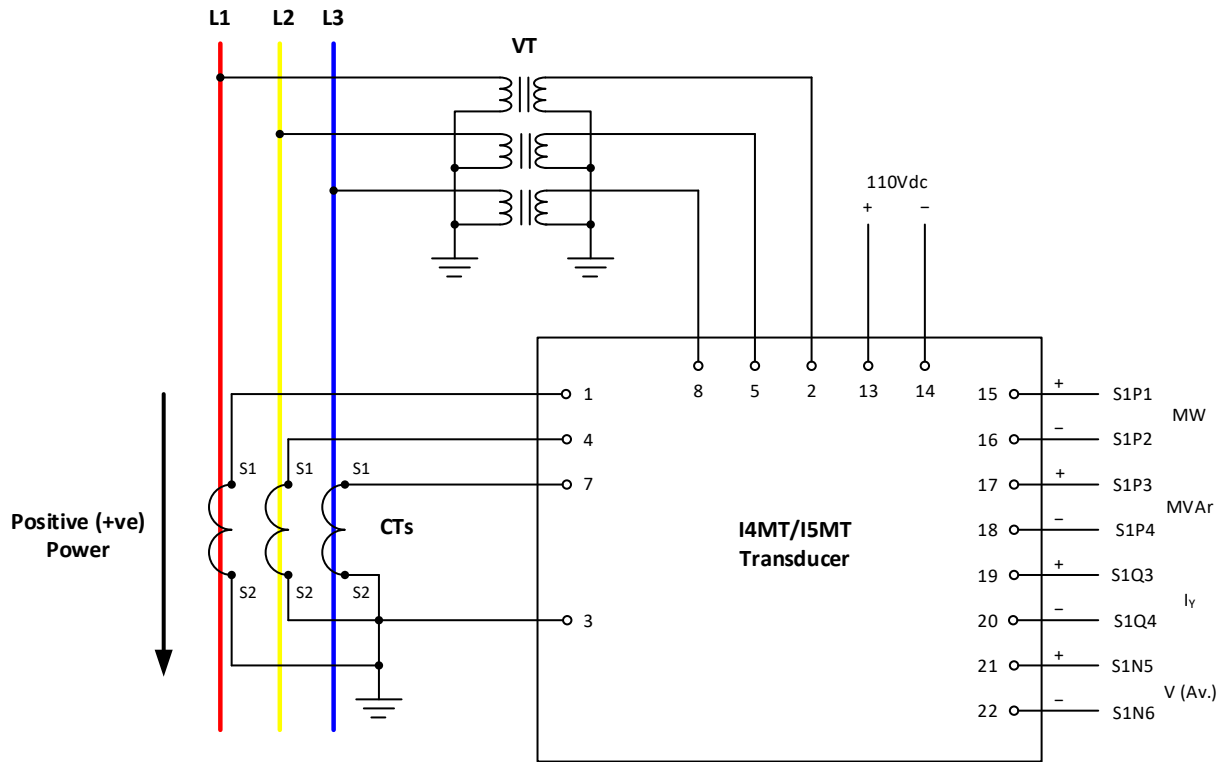 L1 L2 L3
VT
110Vdc
+ −
8 5 2 13 14
1
4
7
3
S1 S1 S1
S2 S2 S2
CTs
Positive (+ve)
Power
I4MT/I5MT
Transducer
15 + S1P1
MW
16 − S1P2
17 + S1P3
MVAr
18 − S1P4
19 + S1Q3
IY
20 − S1Q4
21 + S1N5
V (Av.)
22 − S1N6